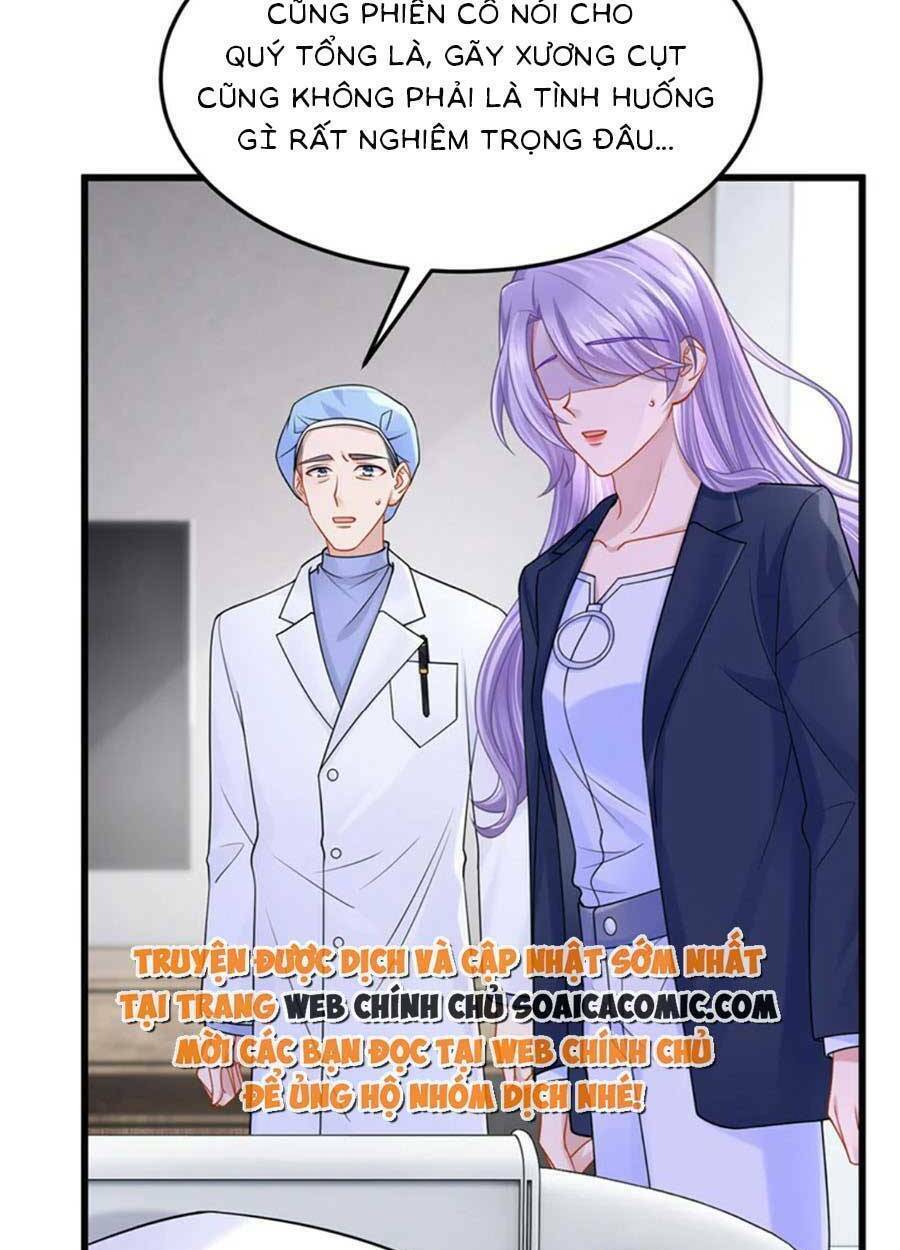 CŨNG PHIỀN CÔ NÓI CHO
QUÝ TỔNG LÀ, GÃY XƯƠNG CỤT
CŨNG KHÔNG PHẢI LÀ TÌNH HUỐNG
GÌ RẤT NGHIÊM TRỌNG ĐÂU...
TRUYỆN ĐƯỢC DỊCH VÀ CẬP NHẬT SỚM NHẤT
TẠI TRANG WEB CHÍNH CHỦ SOAICACOMIC.COM
MỜI CÁC BẠN ĐỌC TẠI WEB CHÍNH CHỦ
ĐỂ ỦNG HỘ NHÓM DỊCH NHÉ!